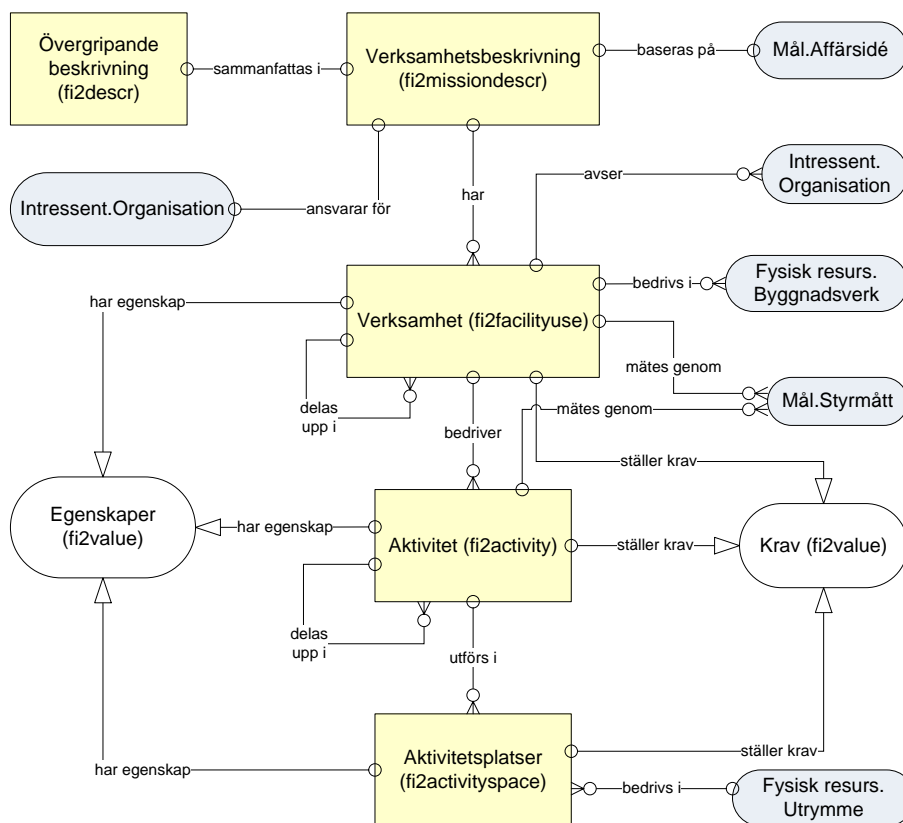 Övergripande
beskrivning
(fi2descr)
sammanfattas i
Verksamhetsbeskrivning
(fi2missiondescr)
baseras på
Mål.Affärsidé
Intressent.Organisation
ansvarar för
har
avser
Intressent.
Organisation
har egenskap
Verksamhet (fi2facilityuse)
bedrivs i
Fysisk resurs.
Byggnadsverk
mätes genom
Mål.Styrmått
delas
upp i
bedriver
mätes genom
ställer krav
Egenskaper
(fi2value)
har egenskap
Aktivitet (fi2activity)
ställer krav
Krav (fi2value)
delas
upp i
utförs i
har egenskap
Aktivitetsplatser
(fi2activityspace)
ställer krav
bedrivs i
Fysisk resurs.
Utrymme